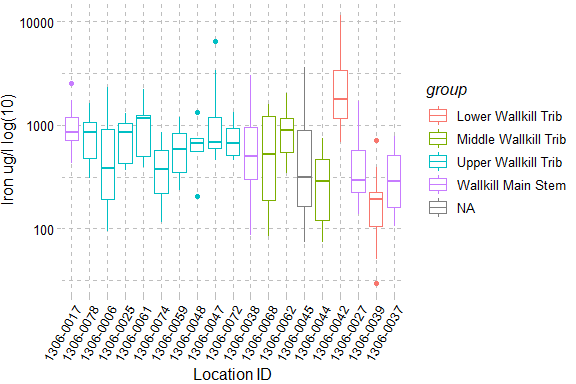 Iron ug/l log(10)
10000
1000
100
1306-0017
1306-0078
1306-0006
1306-0025
1306-0061
1306-0074
1306-0059
1306-0048
1306-0047
1306-0072
1306-0038
1306-0068
1306-0062
1306-0045
1306-0044
1306-0042
1306-0027
1306-0039
1306-0037
Location ID
group
Lower Wallkill Trib
Middle Wallkill Trib
Upper Wallkill Trib
Wallkill Main Stem
NA